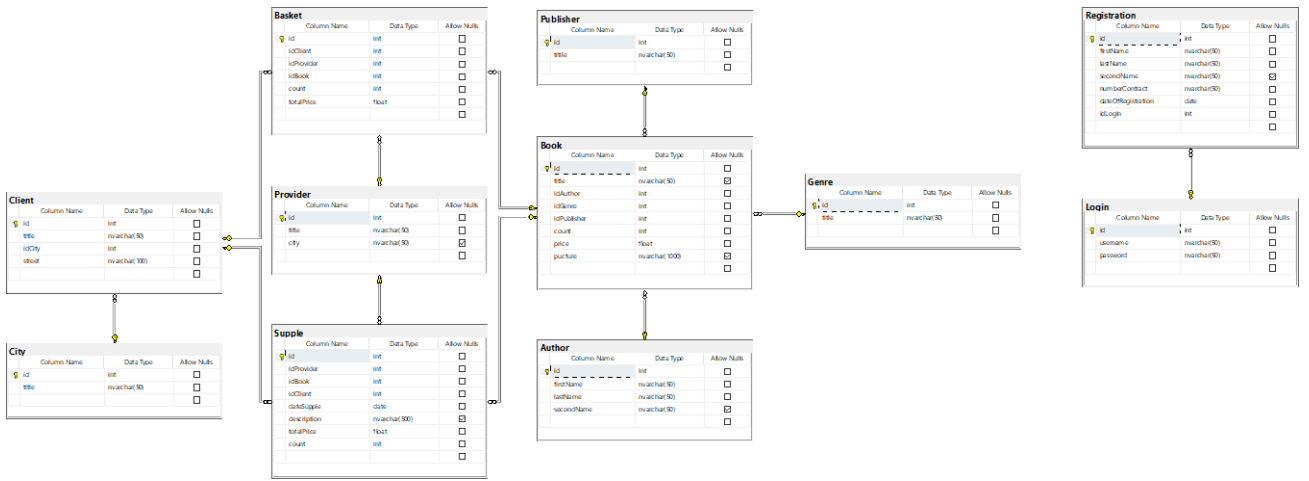 Basket
Column Name Data Type Allow Nulls
id int
idClient int
idProvider int
idBook int
count int
totalPrice float
Publisher
Column Name Data Type Allow Nulls
id int
title nvarchar(50)
Registration
Column Name Data Type Allow Nulls
id int
firstName nvarchar(50)
lastName nvarchar(50)
secondName nvarchar(50)
numberContract nvarchar(50)
dateOfRegistration date
idLogin int
Book
Column Name Data Type Allow Nulls
id int
title nvarchar(50)
idAuthor int
idGenre int
idPublisher int
count int
price float
pucture nvarchar(1000)
Genre
Column Name Data Type Allow Nulls
id int
title nvarchar(50)
Client
Column Name Data Type Allow Nulls
id int
title nvarchar(50)
idCity int
street nvarchar(100)
Provider
Column Name Data Type Allow Nulls
id int
title nvarchar(50)
city nvarchar(50)
Login
Column Name Data Type Allow Nulls
id int
username nvarchar(50)
password nvarchar(50)
City
Column Name Data Type Allow Nulls
id int
title nvarchar(50)
Supple
Column Name Data Type Allow Nulls
id int
idProvider int
idBook int
idClient int
dateSupple date
description nvarchar(500)
totalPrice float
count int
Author
Column Name Data Type Allow Nulls
id int
firstName nvarchar(50)
lastName nvarchar(50)
secondName nvarchar(50)